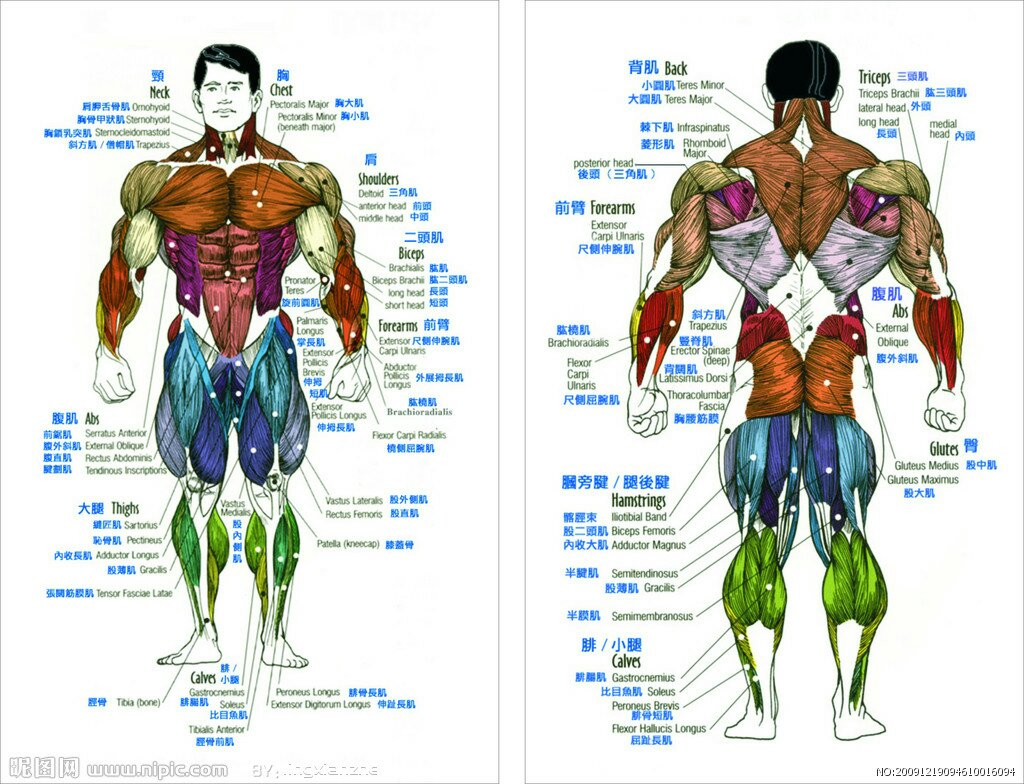 頸
Neck
肩胛舌骨肌 Omohyoid
胸骨甲狀肌 Sternohyoid
胸鎖乳突肌 Sternocleidomastoid
斜方肌 / 僧帽肌 Trapezius
胸
Chest
Pectoralis Major 胸大肌
Pectoralis Minor 胸小肌
(beneath major)
肩
Shoulders
Deltoid 三角肌
anterior head 前頭
middle head 中頭
二頭肌
Biceps
Brachialis 肱肌
Biceps Brachii 肱二頭肌
long head 長頭
short head 短頭
Pronator
Teres
旋前圓肌
Palmaris
Longus
掌長肌
Extensor
Pollicis
Brevis
伸拇
短肌
Extensor
Pollicis Longus
伸拇長肌
Forearms 前臂
Extensor 尺側伸腕肌
Carpi Ulnaris
Abductor
Pollicis 外展拇長肌
Longus
肱橈肌
Brachioradialis
Flexor Carpi Radialis
橈側屈腕肌
腹肌 Abs
前鋸肌 Serratus Anterior
腹外斜肌 External Oblique
腹直肌 Rectus Abdominis
腱劃肌 Tendinous Inscriptions
大腿 Thighs
縫匠肌 Sartorius
恥骨肌 Pectineus
內收長肌 Adductor Longus
股薄肌 Gracilis
張闊筋膜肌 Tensor Fasciae Latae
Vastus
Medialis
股
內
側
肌
Vastus Lateralis 股外側肌
Rectus Femoris 股直肌
Patella (kneecap) 膝蓋骨
腓 /
小腿
Calves
Gastrocnemius
腓腸肌
Soleus
比目魚肌
Tibialis Anterior
脛骨前肌
脛骨 Tibia (bone)
Peroneus Longus 腓骨長肌
Extensor Digitorum Longus 伸趾長肌
背肌 Back
小圓肌 Teres Minor
大圓肌 Teres Major
棘下肌 Infraspinatus
菱形肌 Rhomboid
Major
posterior head
後頭 （三角肌）
Triceps 三頭肌
Triceps Brachii 肱三頭肌
lateral head 外頭
long head
長頭
medial
head 內頭
前臂 Forearms
Extensor
Carpi Ulnaris
尺側伸腕肌
肱橈肌
Brachioradialis
Flexor
Carpi
Ulnaris
尺側屈腕肌
斜方肌
Trapezius
豎脊肌
Erector Spinae
(deep)
背闊肌
Latissimus Dorsi
Thoracolumbar
Fascia
胸腰筋膜
腹肌
Abs
External
Oblique
腹外斜肌
Glutes 臀
Gluteus Medius 股中肌
Gluteus Maximus
股大肌
膕旁腱 / 腿後腱
Hamstrings
髂脛束 Iliotibial Band
股二頭肌 Biceps Femoris
內收大肌 Adductor Magnus
半腱肌 Semitendinosus
股薄肌 Gracilis
半膜肌 Semimembranosus
腓 / 小腿
Calves
腓腸肌 Gastrocnemius
比目魚肌 Soleus
Peroneus Brevis
腓骨短肌
Flexor Hallucis Longus
屈趾長肌
昵图网 www.nipic.com
BY: lingxianzhe
NO:20091219094610016094